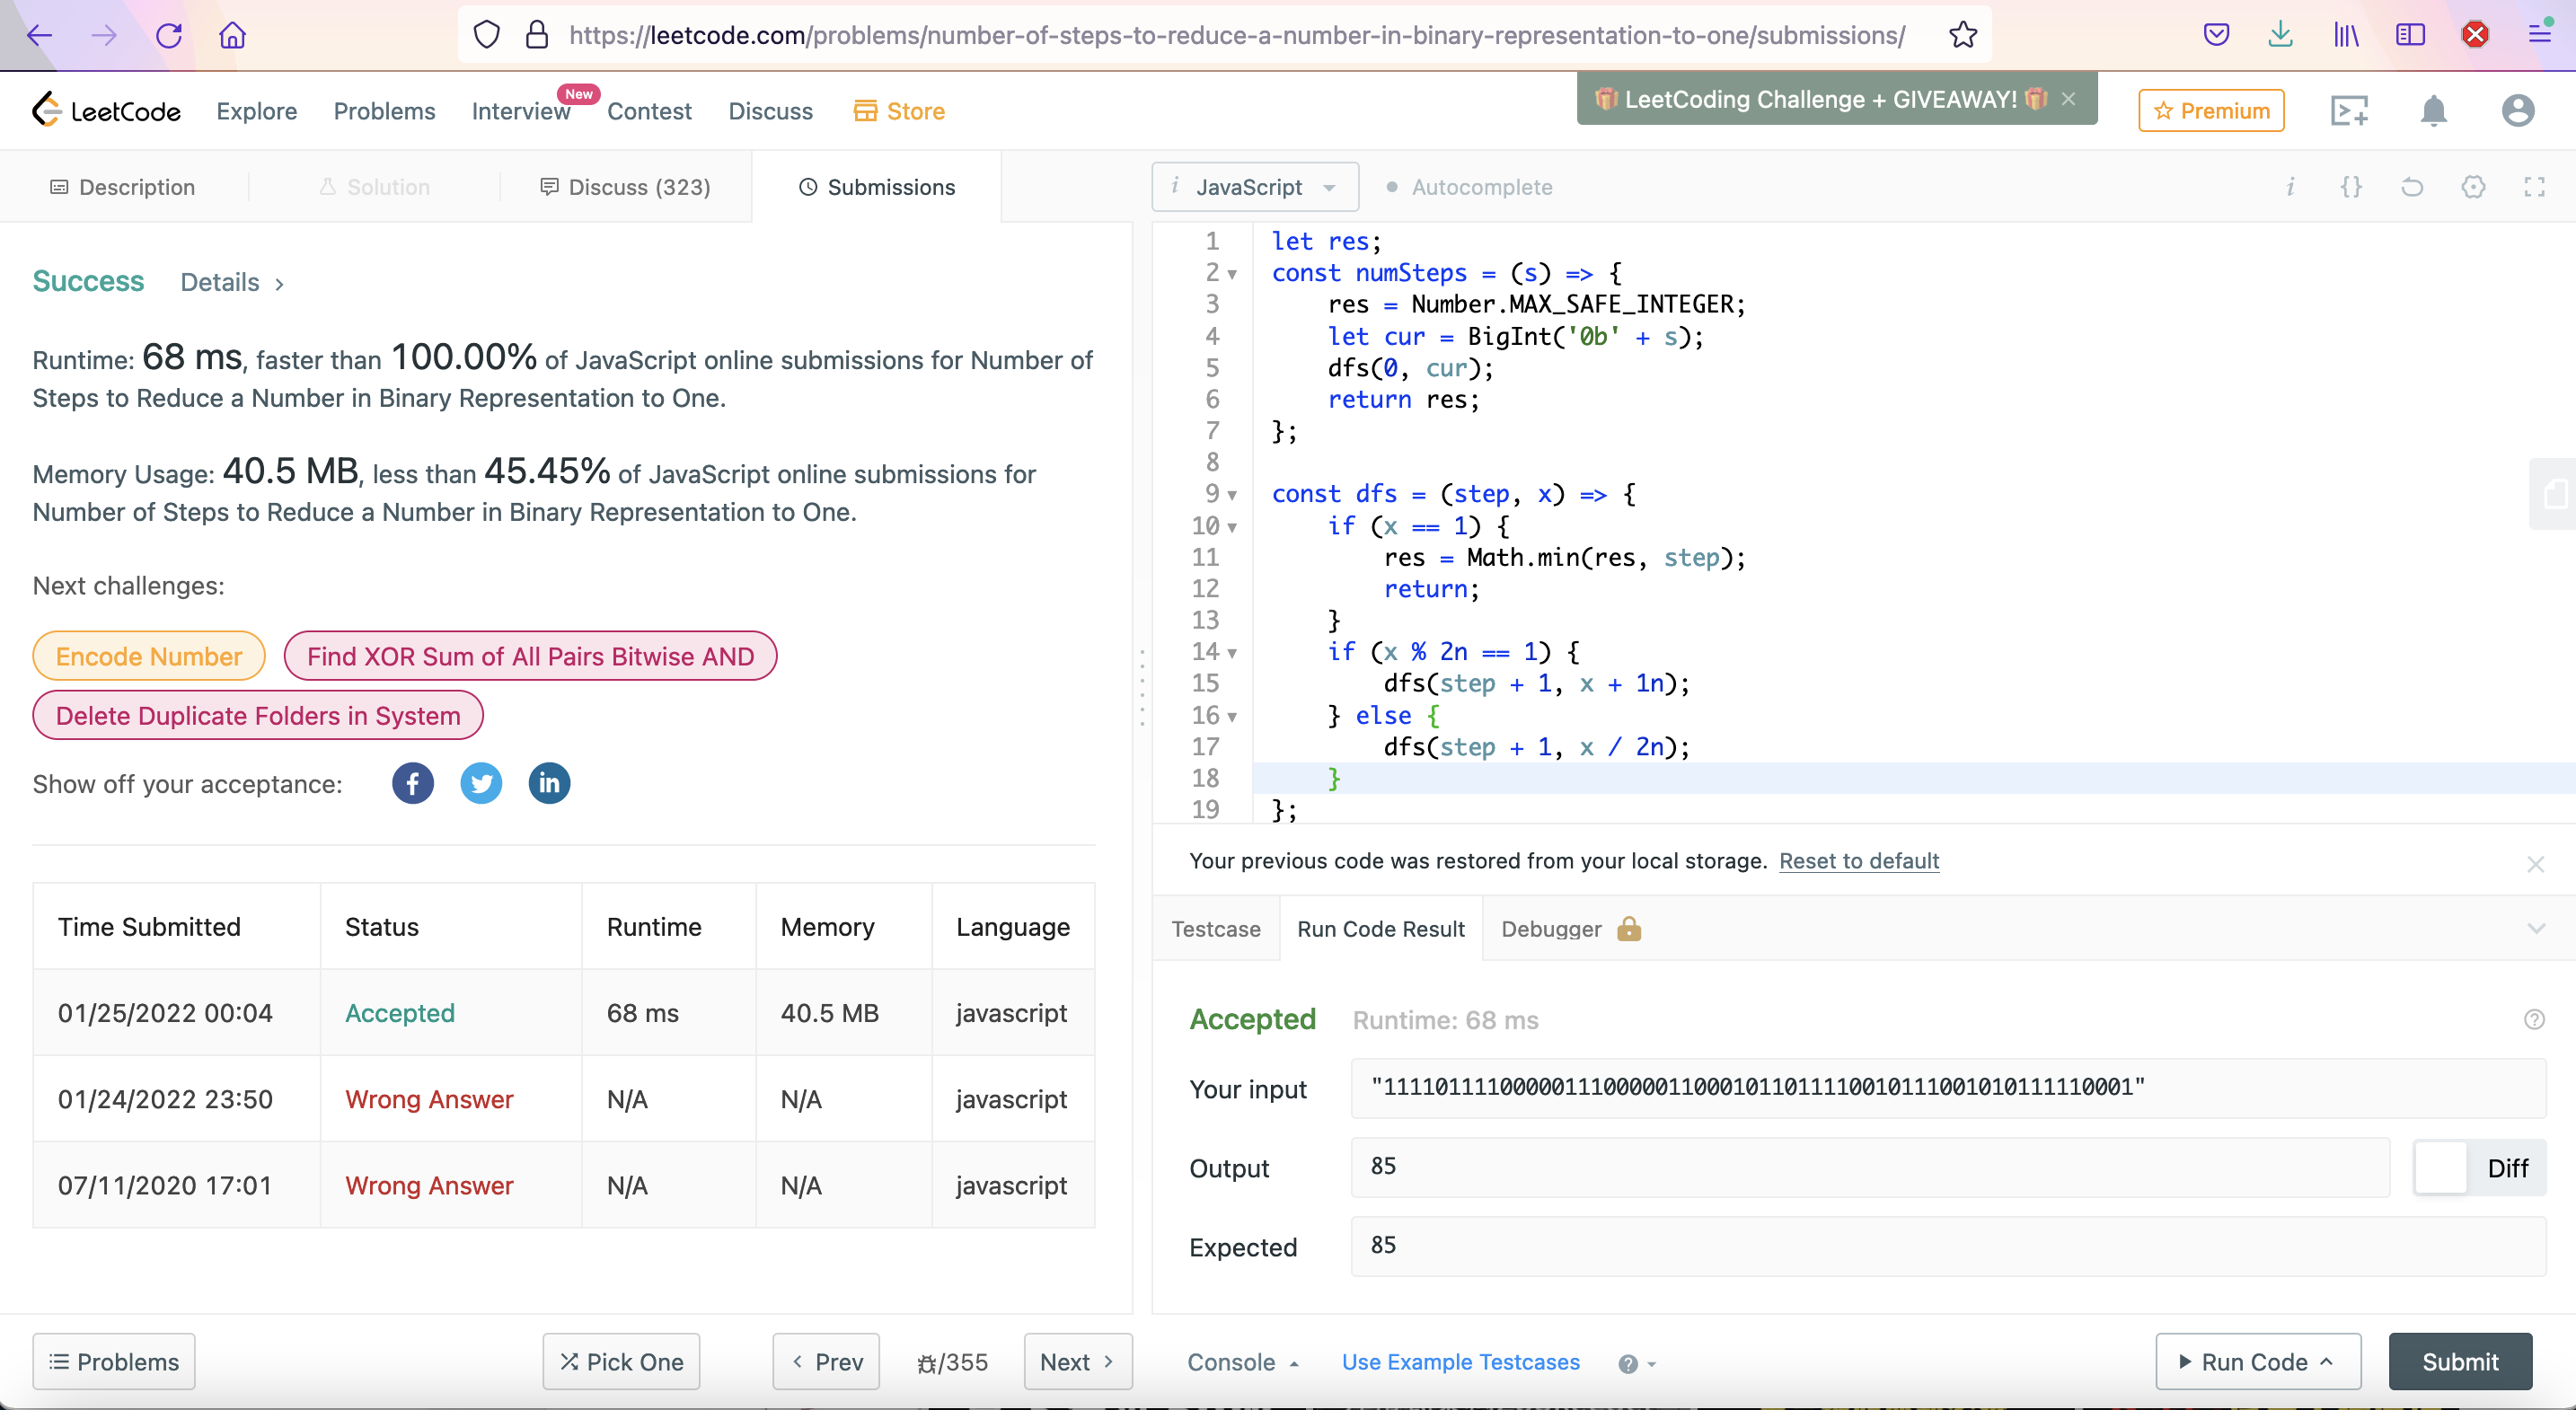 https://leetcode.com/problems/number-of-steps-to-reduce-a-number-in-binary-representation-to-one/submissions/
LeetCode Explore Problems Interview New Contest Discuss Store
LeetCoding Challenge + GIVEAWAY! ×
Premium
Description Solution Discuss (323) Submissions
i JavaScript Autocomplete
Success Details >
Runtime: 68 ms, faster than 100.00% of JavaScript online submissions for Number of
Steps to Reduce a Number in Binary Representation to One.
Memory Usage: 40.5 MB, less than 45.45% of JavaScript online submissions for
Number of Steps to Reduce a Number in Binary Representation to One.
Next challenges:
Encode Number Find XOR Sum of All Pairs Bitwise AND
Delete Duplicate Folders in System
Show off your acceptance:
Time Submitted Status Runtime Memory Language
01/25/2022 00:04 Accepted 68 ms 40.5 MB javascript
01/24/2022 23:50 Wrong Answer N/A N/A javascript
07/11/2020 17:01 Wrong Answer N/A N/A javascript
1 let res;
2 const numSteps = (s) => {
3 res = Number.MAX_SAFE_INTEGER;
4 let cur = BigInt('0b' + s);
5 dfs(0, cur);
6 return res;
7 };
8
9 const dfs = (step, x) => {
10 if (x == 1) {
11 res = Math.min(res, step);
12 return;
13 }
14 if (x % 2n == 1) {
15 dfs(step + 1, x + 1n);
16 } else {
17 dfs(step + 1, x / 2n);
18 }
19 };
Your previous code was restored from your local storage. Reset to default
Testcase Run Code Result Debugger
Accepted Runtime: 68 ms
Your input
"1111011110000011100000110001011011110010111001010111110001"
Output 85 Diff
Expected 85
Problems Pick One Prev /355 Next
Console Use Example Testcases Run Code Submit